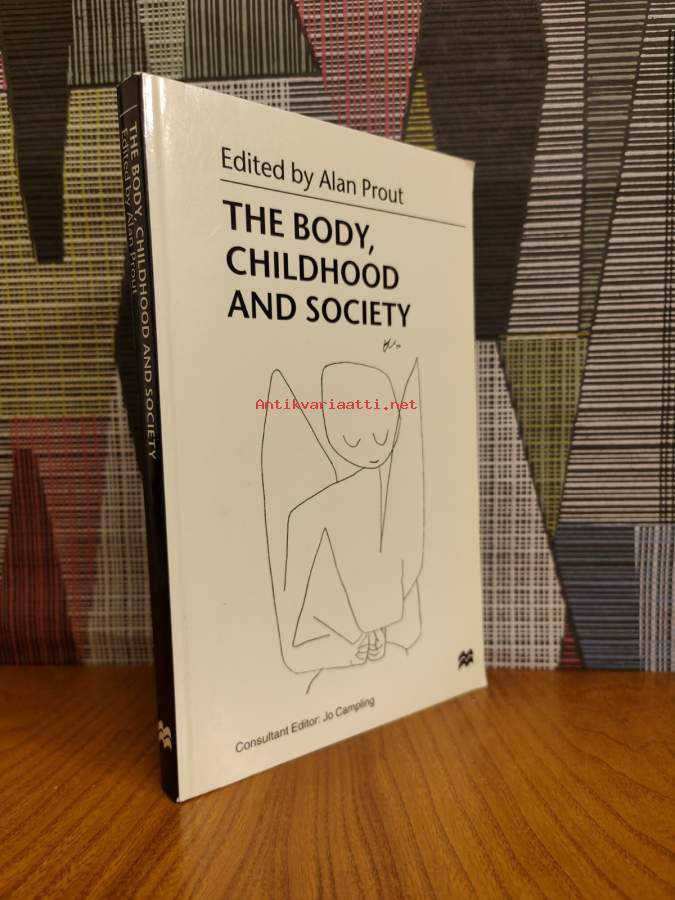 Edited by Alan Prout
THE BODY,
CHILDHOOD
AND SOCIETY
Antikvariaatti.net
Consultant Editor: Jo Campling
THE BODY, CHILDHOOD AND SOCIETY
Edited by Alan Prout